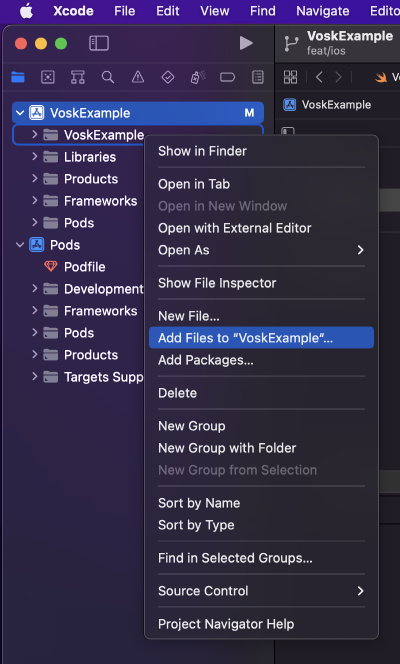 Xcode File Edit View Find Navigate Edito
VoskExample
feat/ios
VoskExample M
VoskExample
VoskExample
Libraries
Products
Frameworks
Pods
Pods
Podfile
Development
Frameworks
Pods
Products
Targets Supp
Show in Finder
Open in Tab
Open in New Window
Open with External Editor
Open As
Show File Inspector
New File...
Add Files to “VoskExample”...
Add Packages...
Delete
New Group
New Group with Folder
New Group from Selection
Sort by Name
Sort by Type
Find in Selected Groups...
Source Control
Project Navigator Help